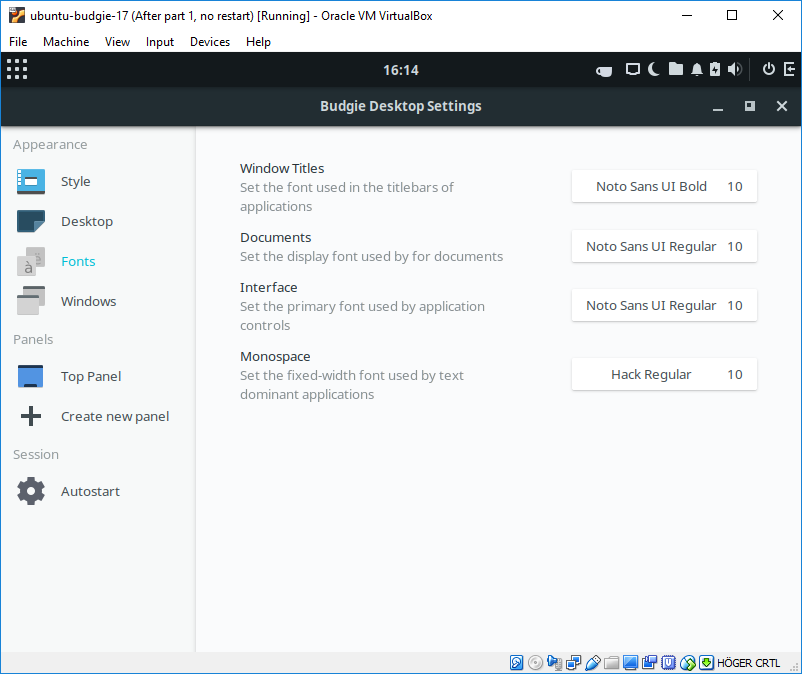 ubuntu-budgie-17 (After part 1, no restart) [Running] - Oracle VM VirtualBox
File Machine View Input Devices Help
16:14
Budgie Desktop Settings
Appearance
Style
Desktop
Fonts
Windows
Panels
Top Panel
Create new panel
Session
Autostart
Window Titles
Set the font used in the titlebars of
applications
Noto Sans UI Bold 10
Documents
Set the display font used by for documents
Noto Sans UI Regular 10
Interface
Set the primary font used by application
controls
Noto Sans UI Regular 10
Monospace
Set the fixed-width font used by text
dominant applications
Hack Regular 10
HÖGER CRTL